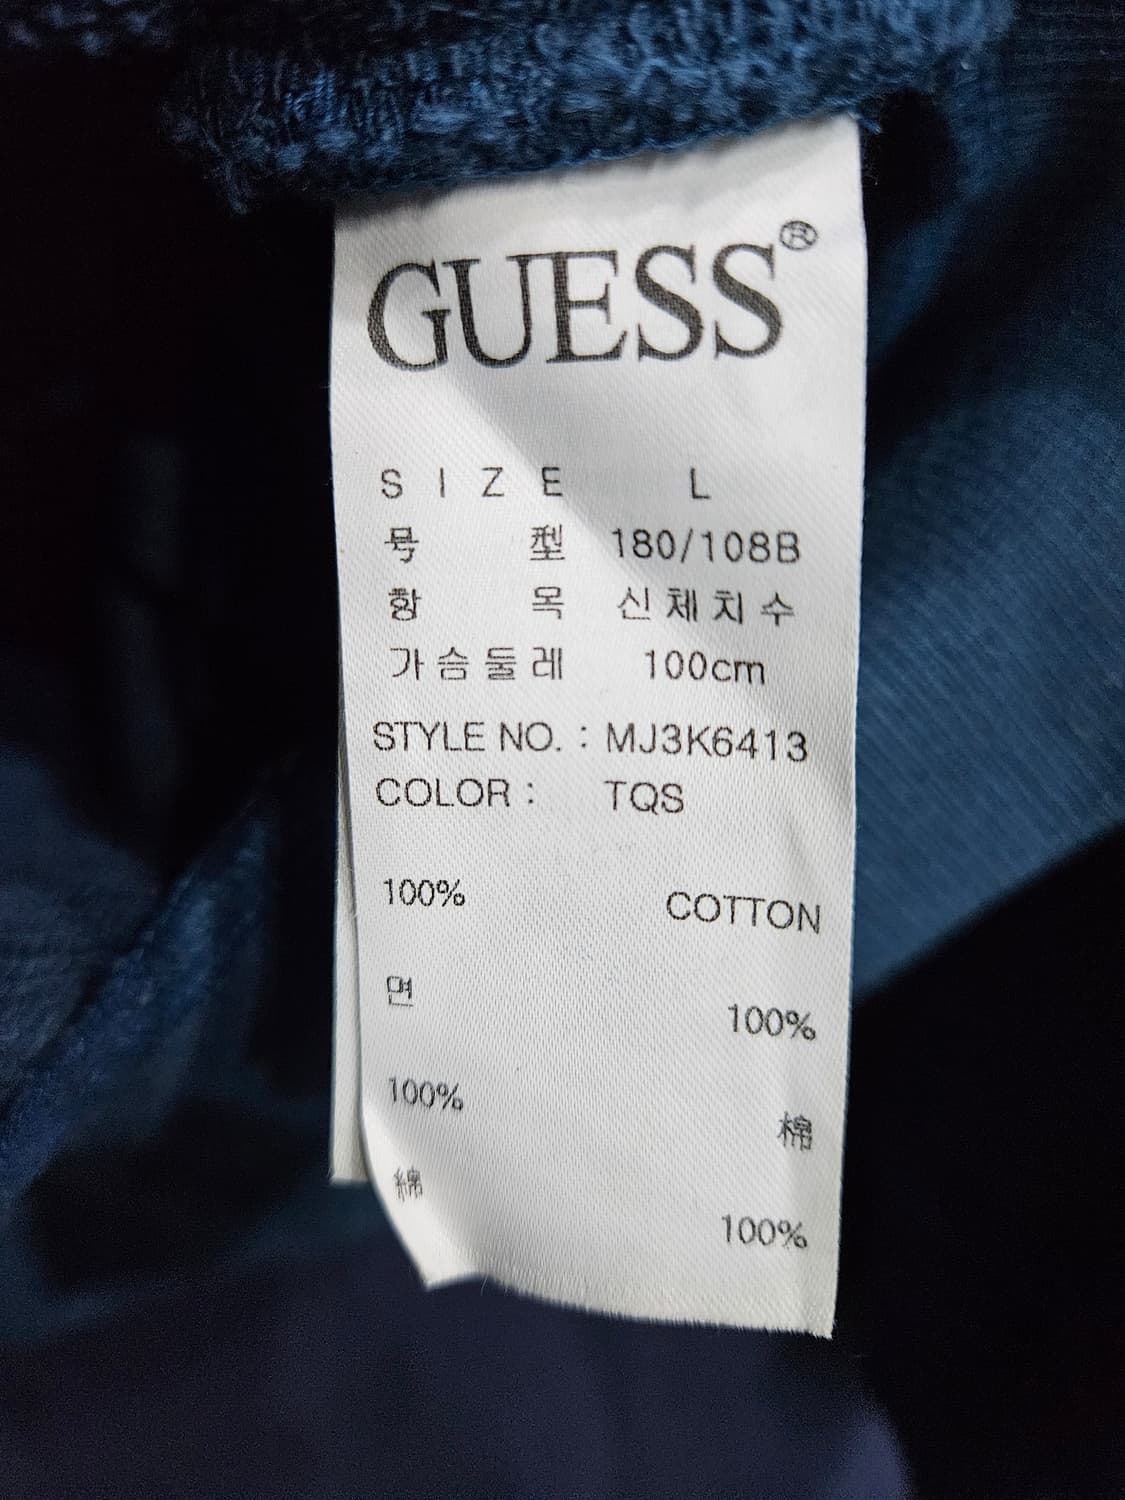 GUESS®
SIZE L
号型 180/108B
항목 신체치수
가슴둘레 100cm
STYLE NO. : MJ3K6413
COLOR : TQS
100% COTTON
면 100%
100% 棉
綿 100%